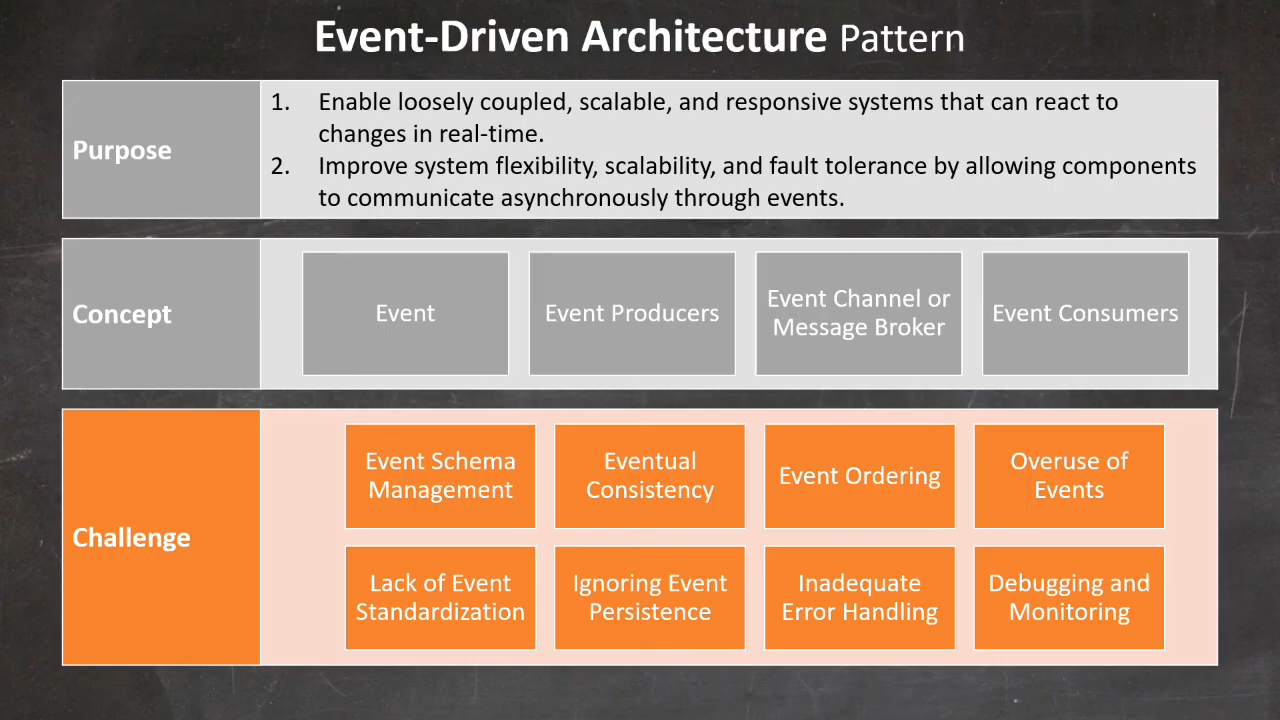 Event-Driven Architecture Pattern
Purpose
1. Enable loosely coupled, scalable, and responsive systems that can react to
changes in real-time.
2. Improve system flexibility, scalability, and fault tolerance by allowing components
to communicate asynchronously through events.
Concept
Event
Event Producers
Event Channel or
Message Broker
Event Consumers
Challenge
Event Schema
Management
Eventual
Consistency
Event Ordering
Overuse of
Events
Lack of Event
Standardization
Ignoring Event
Persistence
Inadequate
Error Handling
Debugging and
Monitoring